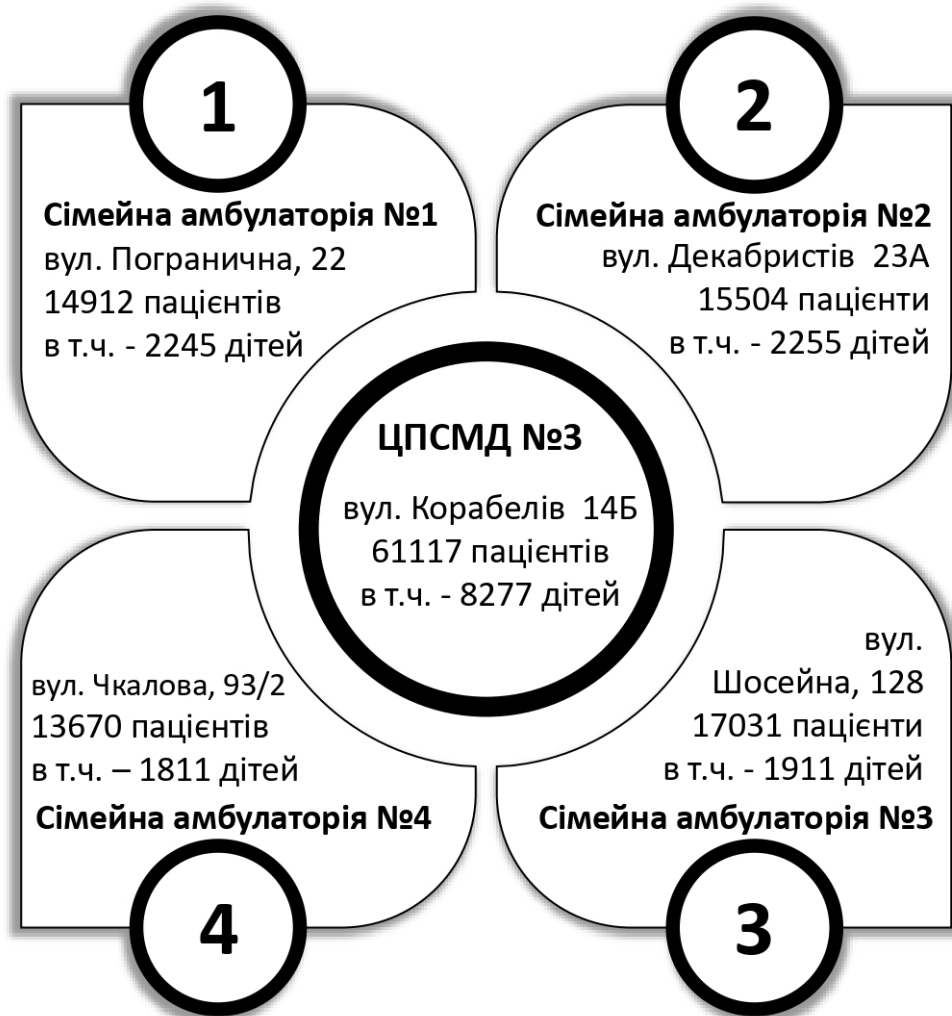 1
Сімейна амбулаторія №1
вул. Погранична, 22
14912 пацієнтів
в т.ч. - 2245 дітей
2
Сімейна амбулаторія №2
вул. Декабристів 23А
15504 пацієнти
в т.ч. - 2255 дітей
ЦПСМД №3
вул. Корабелів 14Б
61117 пацієнтів
в т.ч. - 8277 дітей
вул. Чкалова, 93/2
13670 пацієнтів
в т.ч. – 1811 дітей
Сімейна амбулаторія №4
4
вул.
Шосейна, 128
17031 пацієнти
в т.ч. - 1911 дітей
Сімейна амбулаторія №3
3